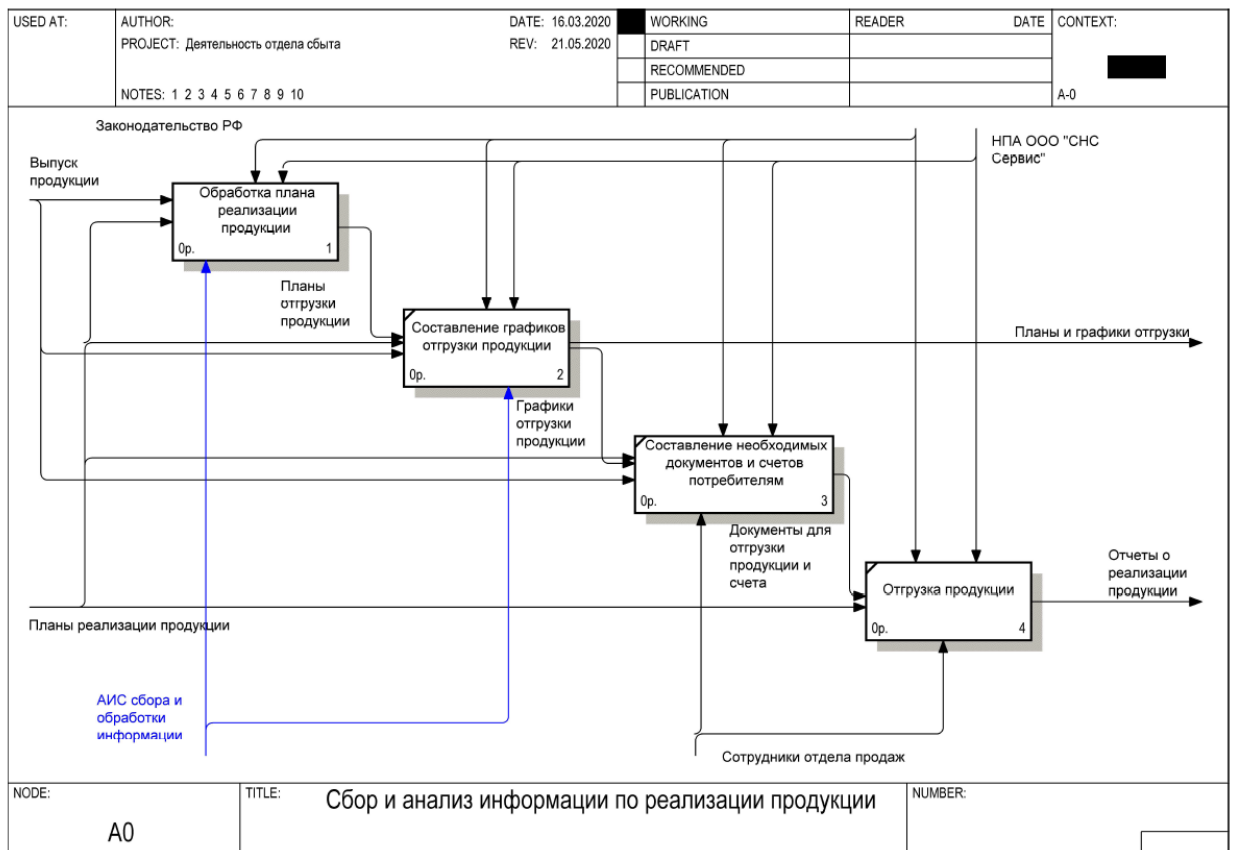 USED AT:
AUTHOR:
DATE: 16.03.2020
WORKING
READER
DATE
CONTEXT:
PROJECT: Деятельность отдела сбыта
REV: 21.05.2020
DRAFT
RECOMMENDED
NOTES: 1 2 3 4 5 6 7 8 9 10
PUBLICATION
A-0
Законодательство РФ
НПА ООО "СНС
Сервис"
Выпуск
продукции
Обработка плана
реализации
продукции
0р.
1
Планы
отгрузки
продукции
Составление графиков
отгрузки продукции
0р.
2
Планы и графики отгрузки
Графики
отгрузки
продукции
Составление необходимых
документов и счетов
потребителям
0р.
3
Документы для
отгрузки
продукции и
счета
Отгрузка продукции
0р.
4
Отчеты о
реализации
продукции
Планы реализации продукции
АИС сбора и
обработки
информации
Сотрудники отдела продаж
NODE:
A0
TITLE:
Сбор и анализ информации по реализации продукции
NUMBER: